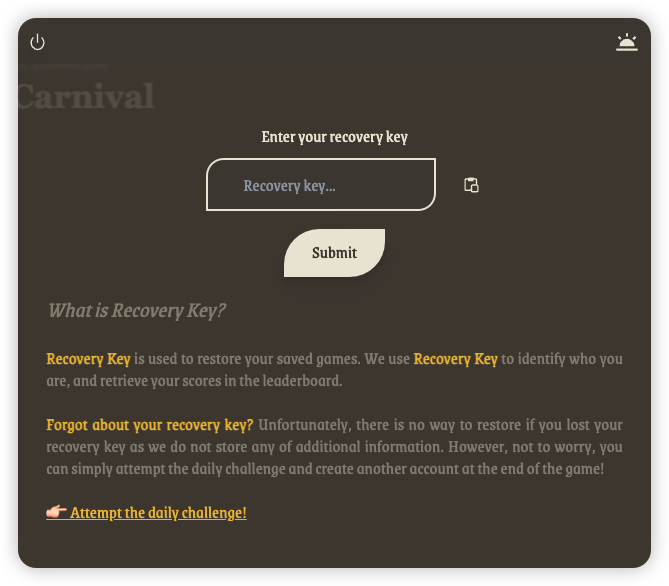 Carnival
Enter your recovery key
Recovery key...
Submit
What is Recovery Key?
Recovery Key is used to restore your saved games. We use Recovery Key to identify who you
are, and retrieve your scores in the leaderboard.
Forgot about your recovery key? Unfortunately, there is no way to restore if you lost your
recovery key as we do not store any of additional information. However, not to worry, you
can simply attempt the daily challenge and create another account at the end of the game!
👉 Attempt the daily challenge!